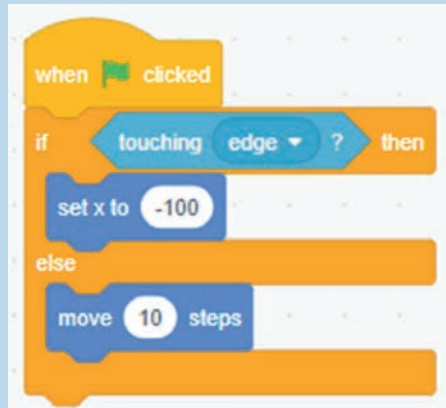 when clicked
if touching edge ? then
set x to -100
else
move 10 steps